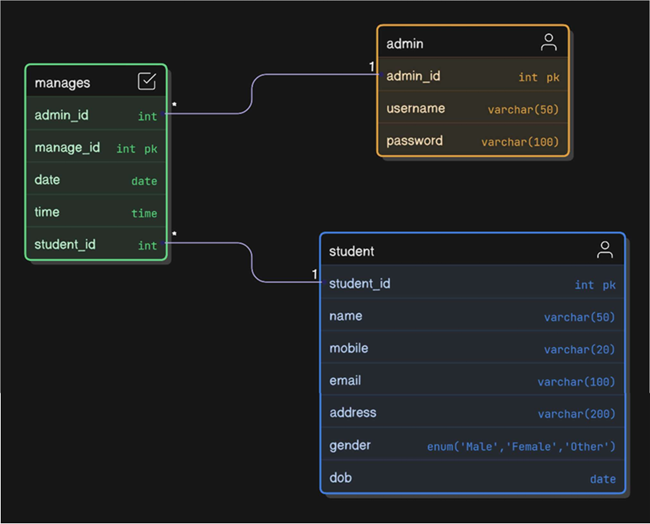 manages
admin_id int
manage_id int pk
date date
time time
student_id int
*
*
admin
1
admin_id int pk
username varchar(50)
password varchar(100)
student
1
student_id int pk
name varchar(50)
mobile varchar(20)
email varchar(100)
address varchar(200)
gender enum('Male','Female','Other')
dob date